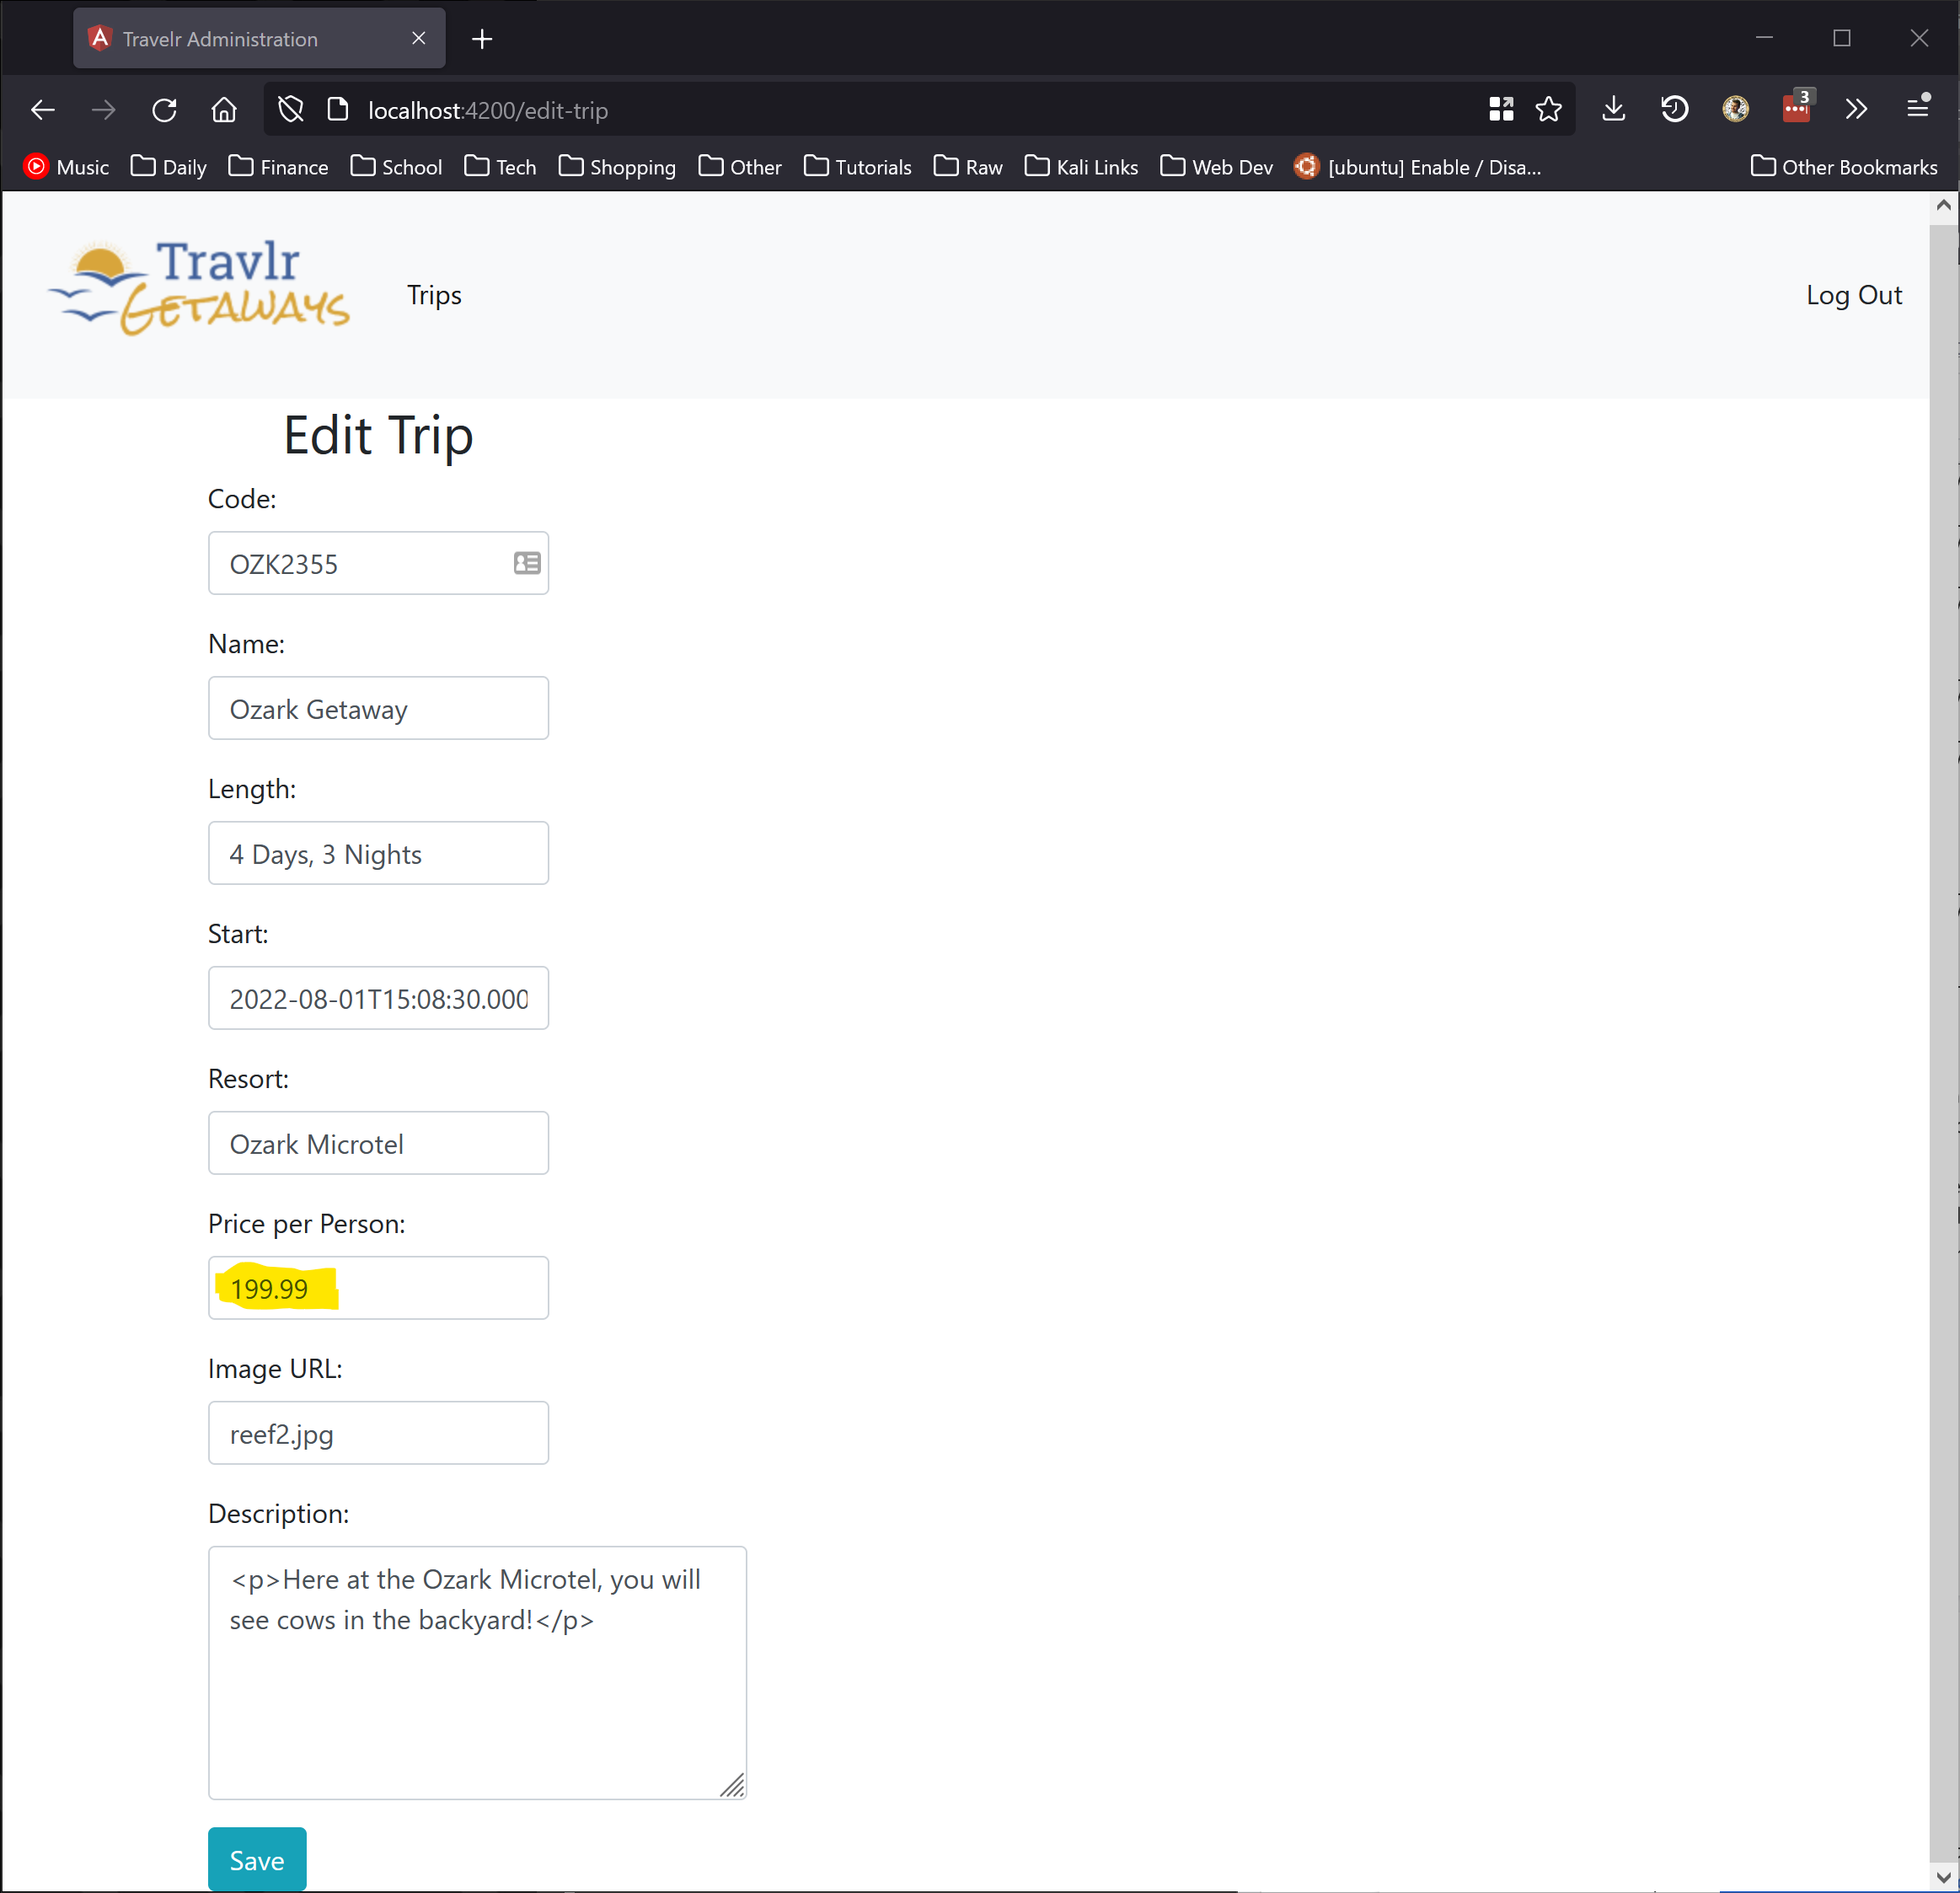 Travelr Administration
localhost:4200/edit-trip
3
Music Daily Finance School Tech Shopping Other Tutorials Raw Kali Links Web Dev [ubuntu] Enable / Disa... Other Bookmarks
Travlr
GETAWAYS
Trips
Log Out
Edit Trip
Code:
OZK2355
Name:
Ozark Getaway
Length:
4 Days, 3 Nights
Start:
2022-08-01T15:08:30.000
Resort:
Ozark Microtel
Price per Person:
199.99
Image URL:
reef2.jpg
Description:
<p>Here at the Ozark Microtel, you will
see cows in the backyard!</p>
Save